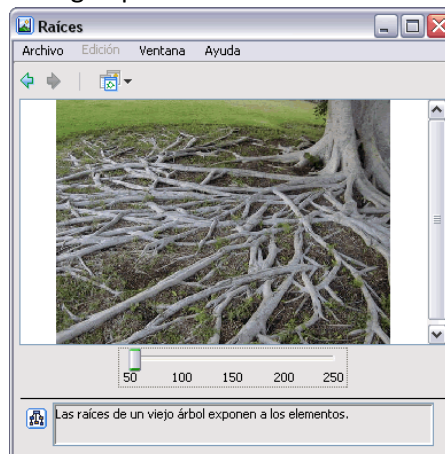 Raíces
Archivo Edición Ventana Ayuda
50 100 150 200 250
Las raíces de un viejo árbol exponen a los elementos.